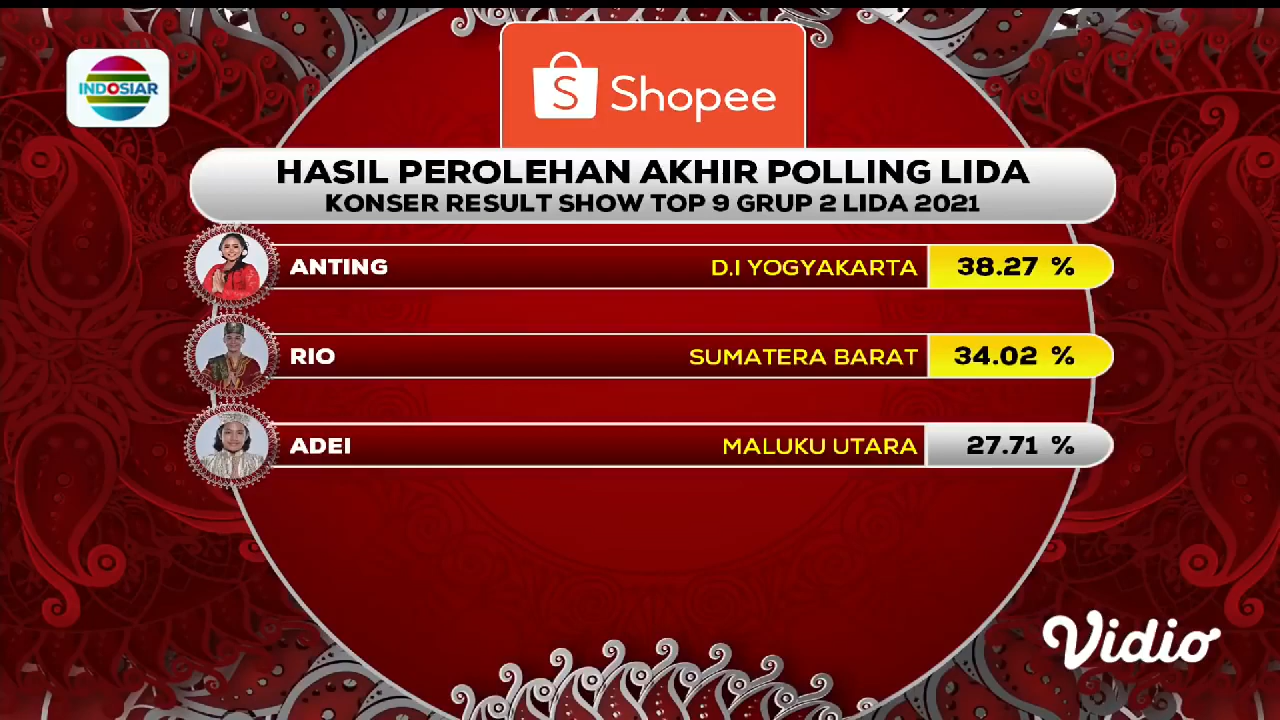 INDOSIAR
S Shopee
HASIL PEROLEHAN AKHIR POLLING LIDA
KONSER RESULT SHOW TOP 9 GRUP 2 LIDA 2021
ANTING D.I YOGYAKARTA 38.27 %
RIO SUMATERA BARAT 34.02 %
ADEI MALUKU UTARA 27.71 %
Vidio